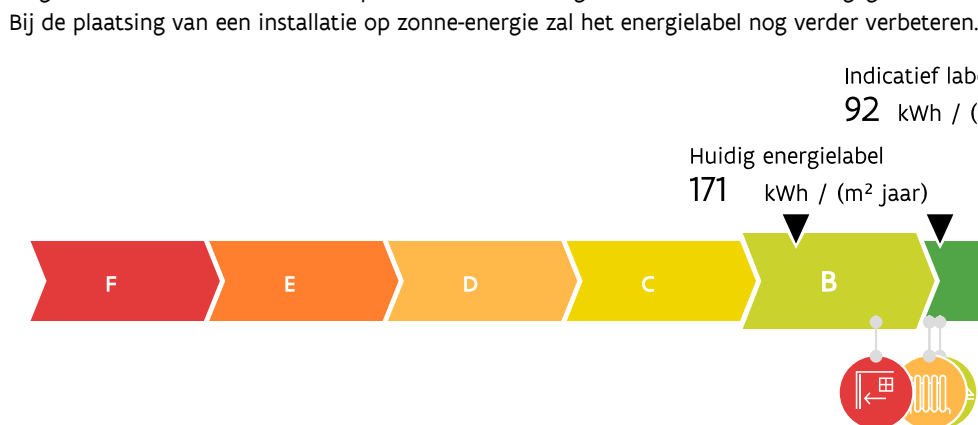 Bij de plaatsing van een installatie op zonne-energie zal het energielabel nog verder verbeteren.
Indicatief
92 kWh / (
Huidig energielabel
171 kWh / (m² jaar)
F E D C B